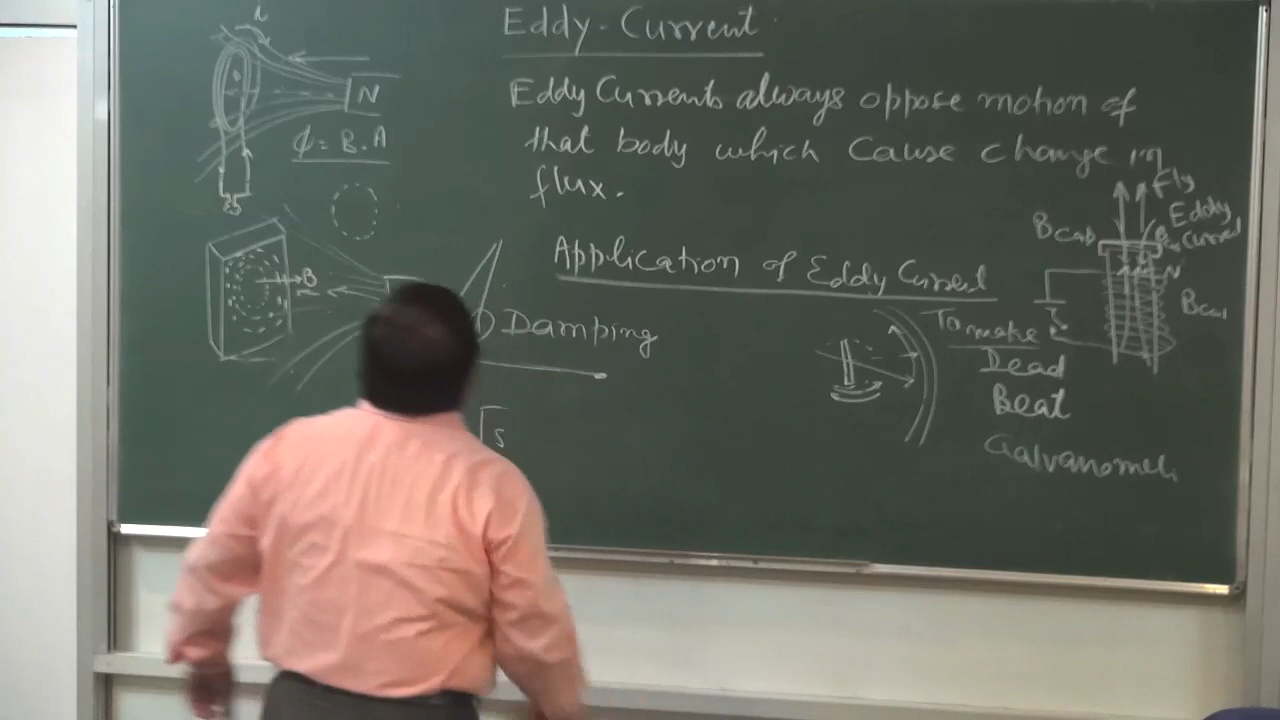 Eddy-Current
Eddy Currents always oppose motion of
that body which Cause change in
flux.
N
φ = B.A
B
Application of Eddy Current
Damping
To make
Dead
Beat
Fly
Eddy
Current
N